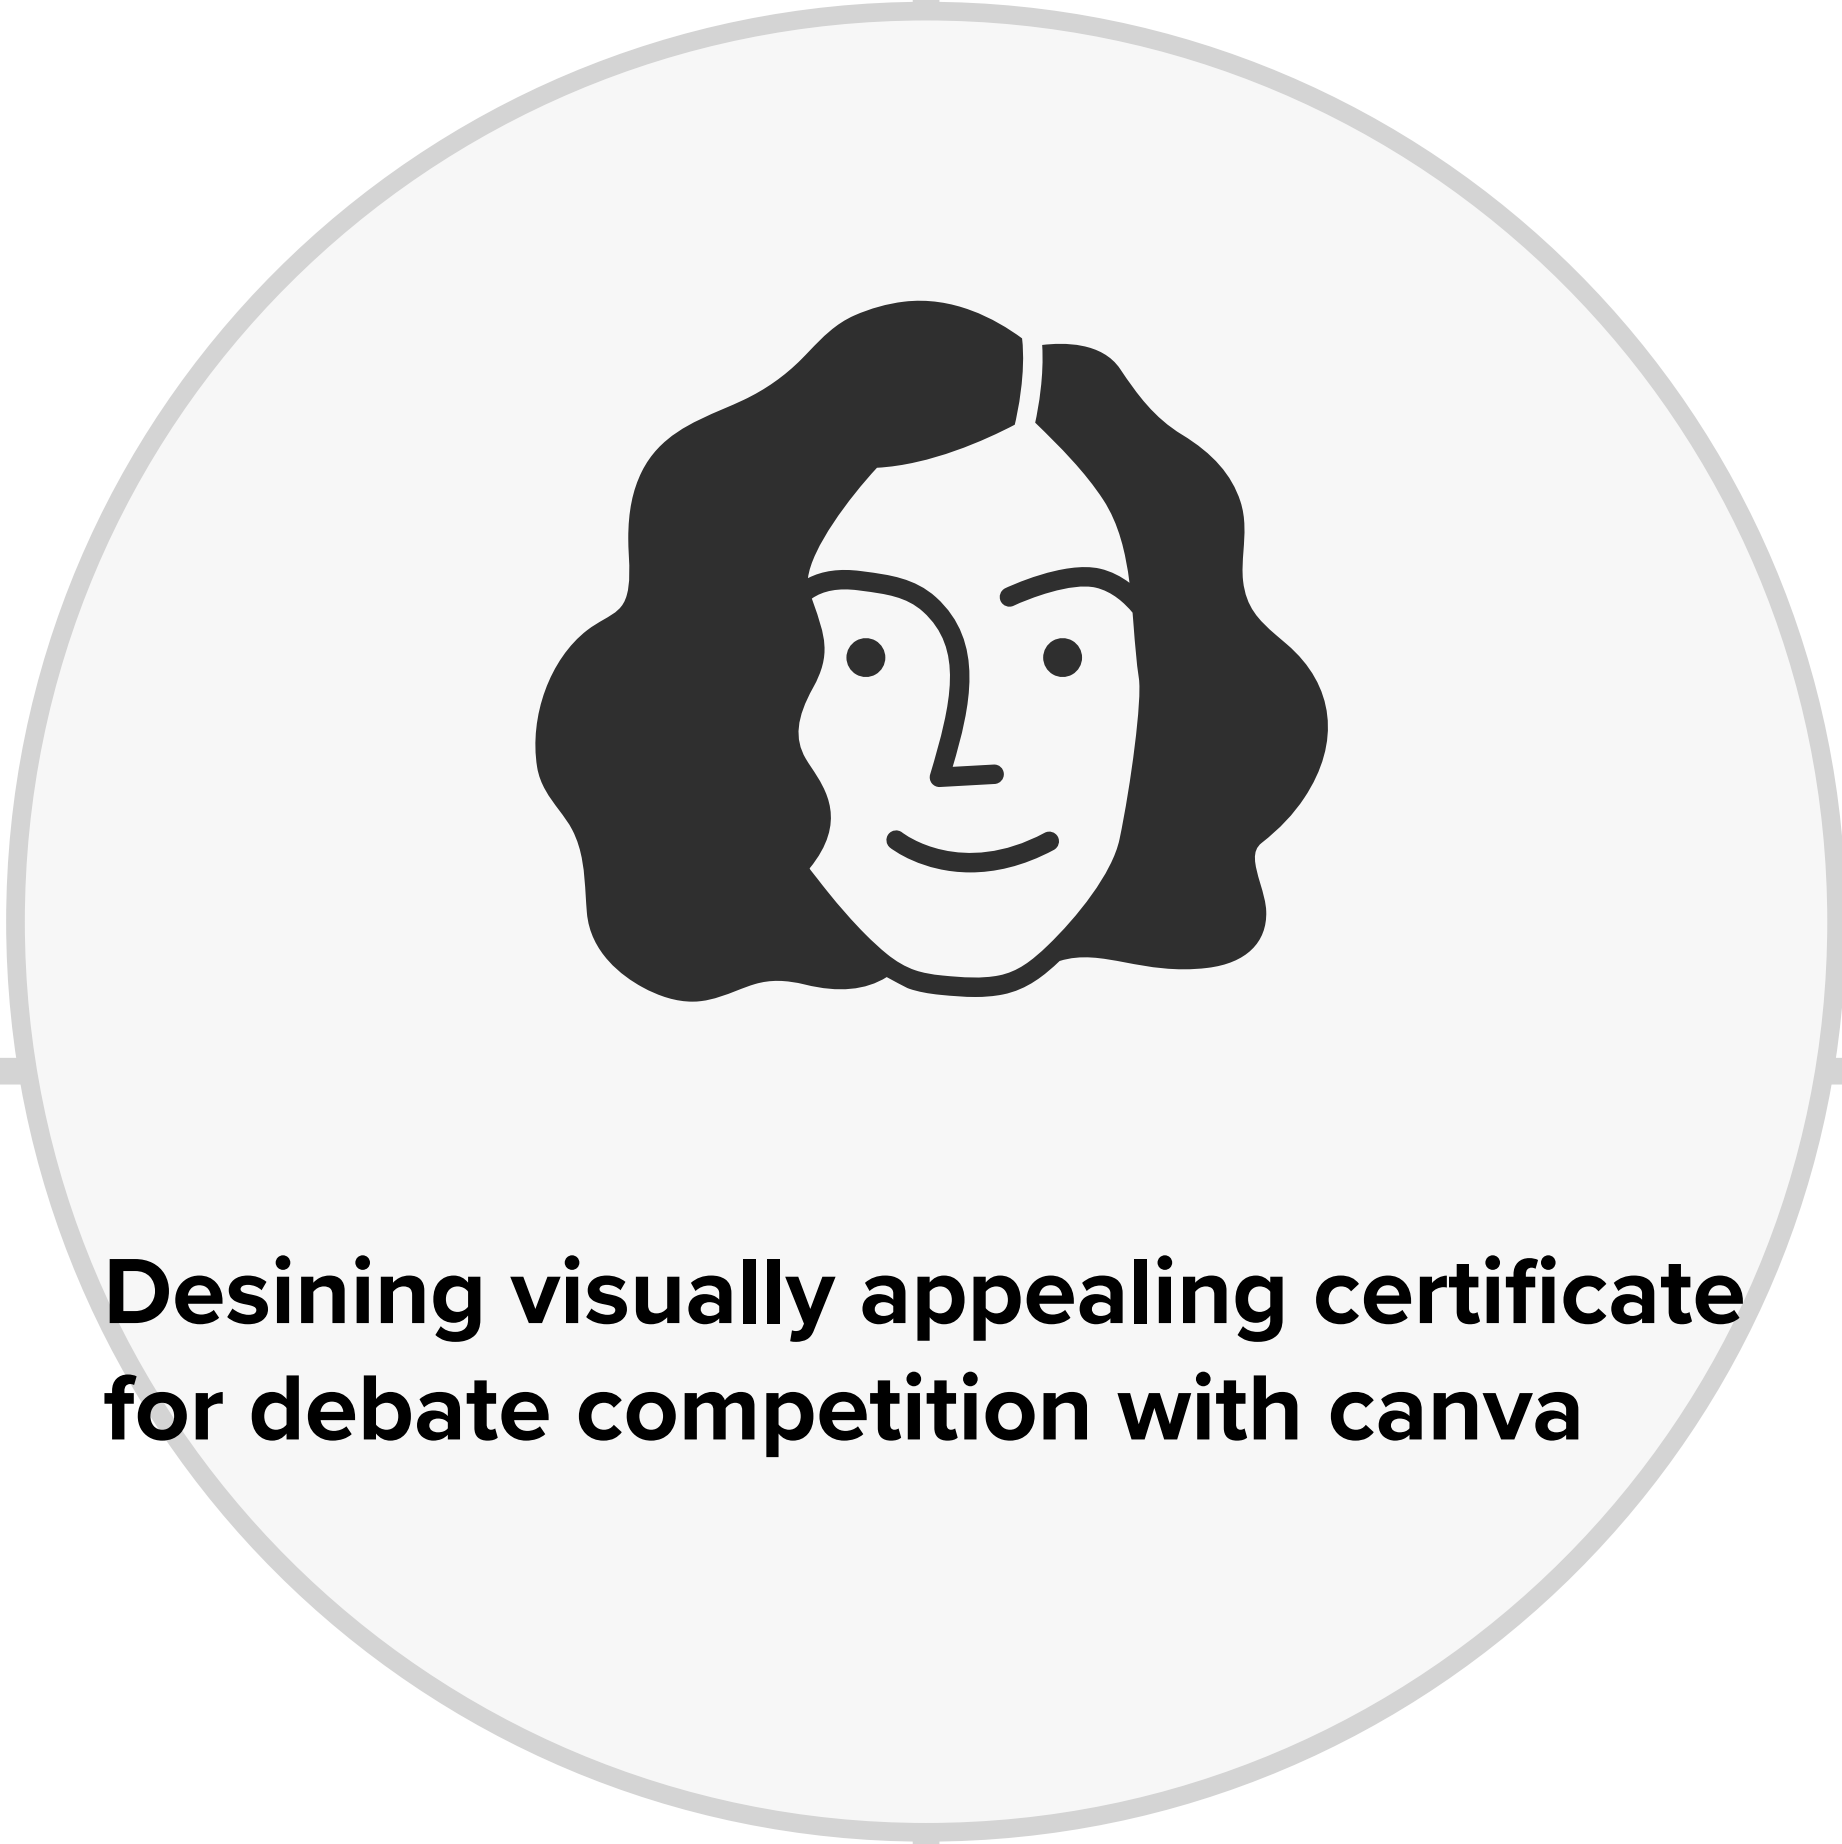 Desining visually appealing certificate
for debate competition with canva